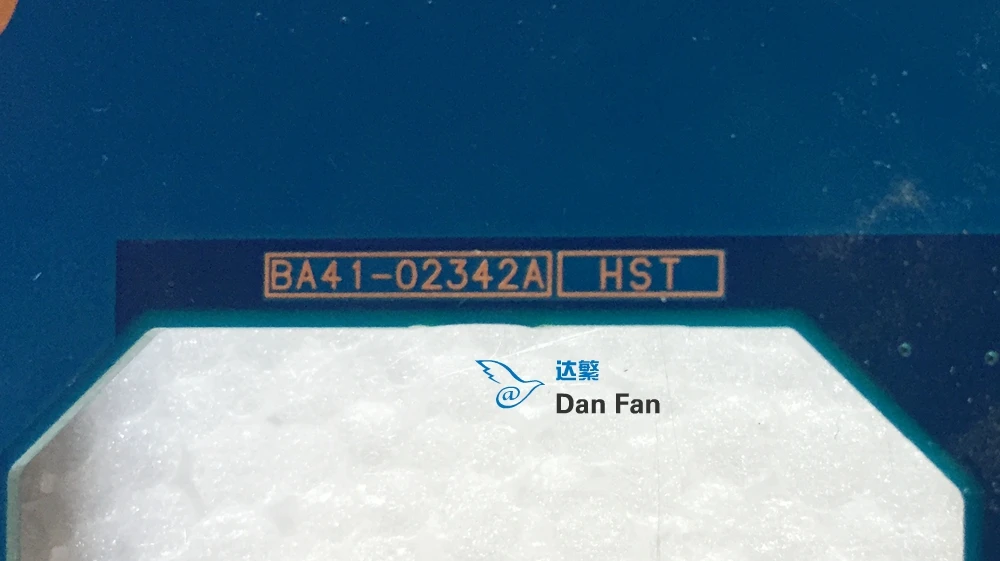 BA41-02342A HST
@
达繁
Dan Fan